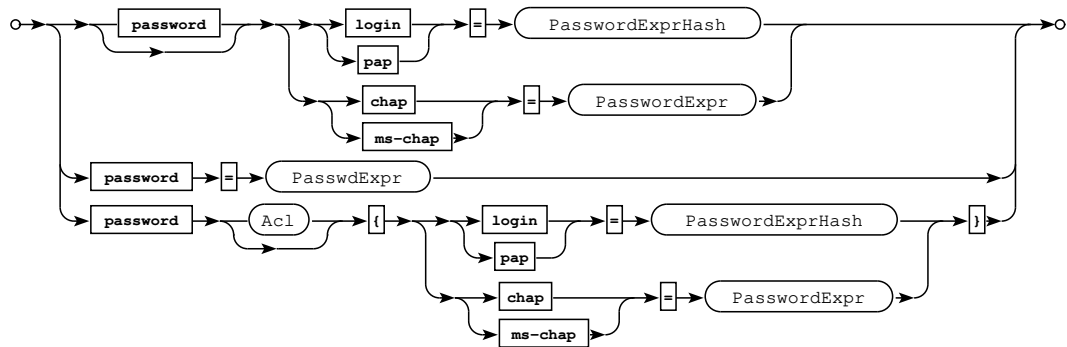 password login = PasswordExprHash
pap
chap = PasswordExpr
ms-chap
password = PasswdExpr
password Acl { login = PasswordExprHash }
pap
chap = PasswordExpr
ms-chap